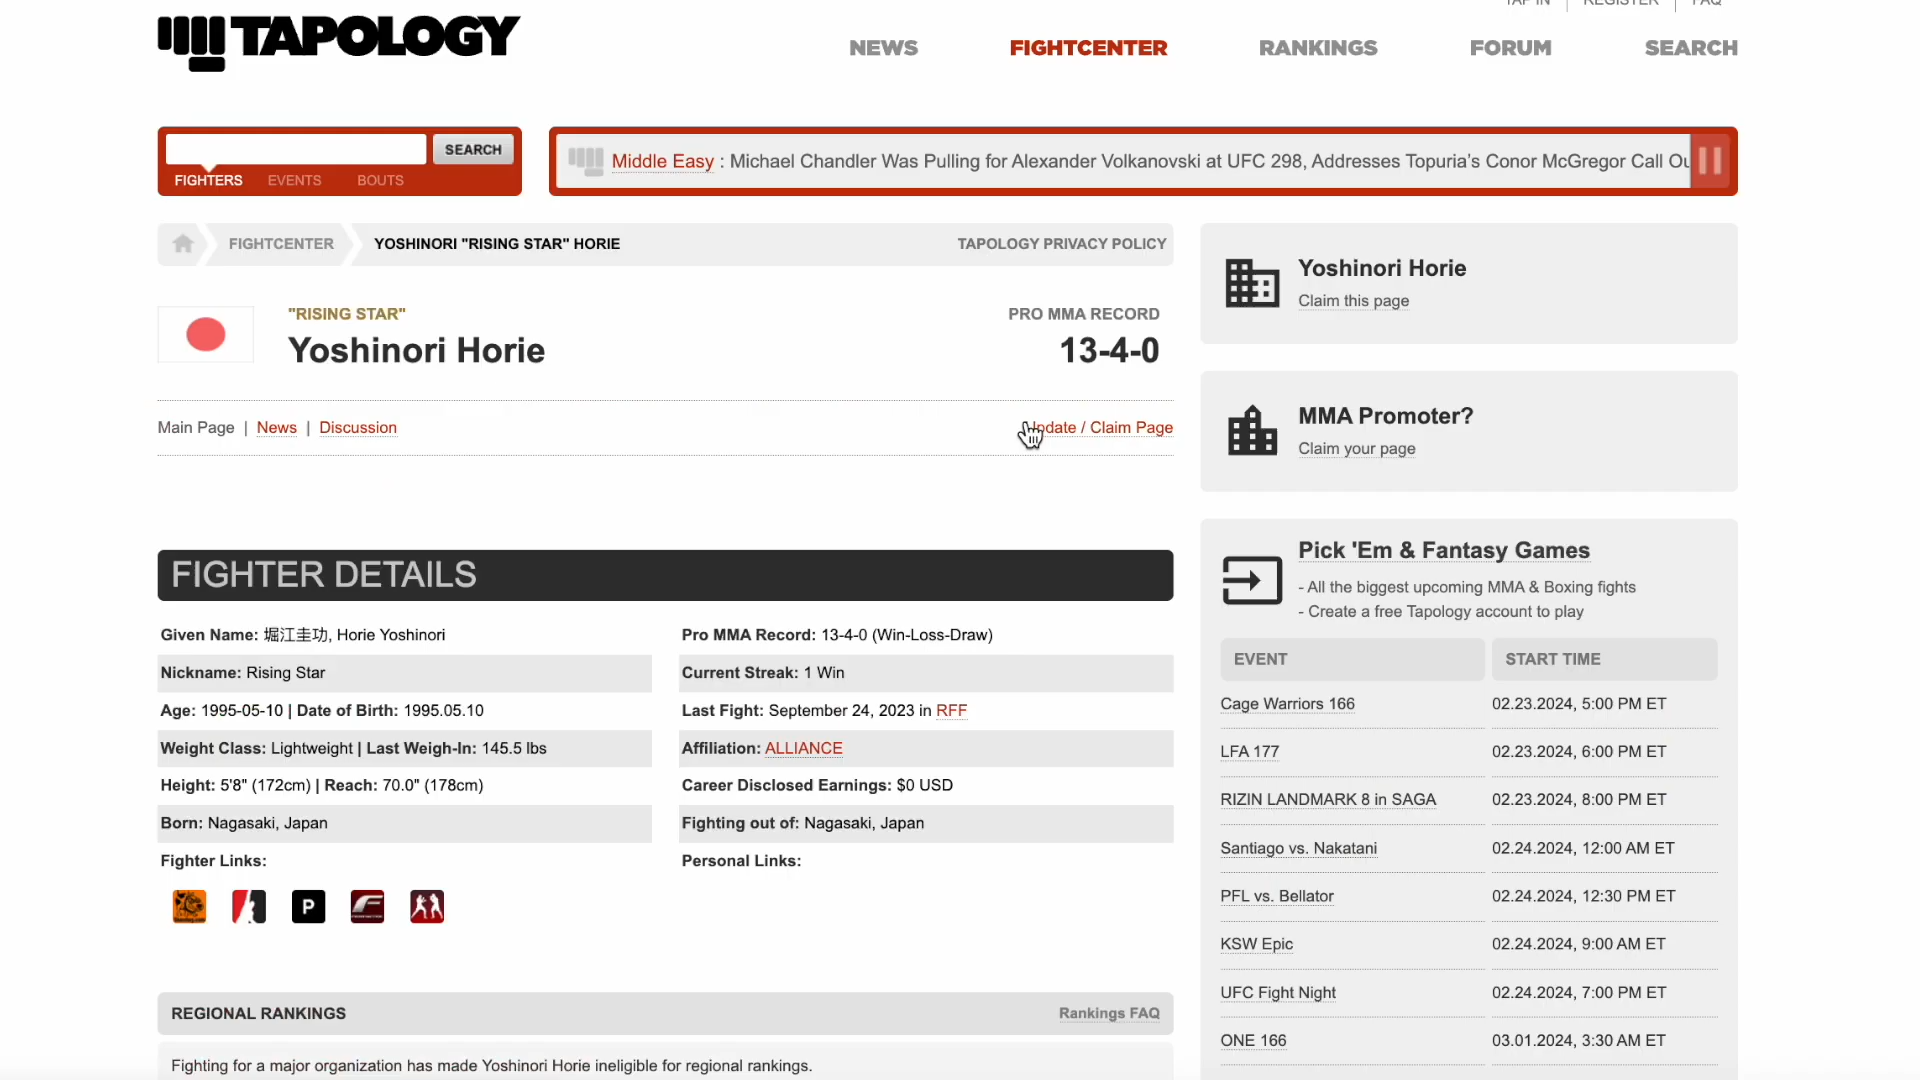 TAP IN | REGISTER | FAQ
TAPOLOGY
NEWS FIGHTCENTER RANKINGS FORUM SEARCH
SEARCH
FIGHTERS EVENTS BOUTS
Middle Easy : Michael Chandler Was Pulling for Alexander Volkanovski at UFC 298, Addresses Topuria's Conor McGregor Call Ou
FIGHTCENTER YOSHINORI "RISING STAR" HORIE TAPOLOGY PRIVACY POLICY
"RISING STAR"
Yoshinori Horie
PRO MMA RECORD
13-4-0
Main Page | News | Discussion
Update / Claim Page
FIGHTER DETAILS
Given Name: 堀江圭功, Horie Yoshinori
Pro MMA Record: 13-4-0 (Win-Loss-Draw)
Nickname: Rising Star
Current Streak: 1 Win
Age: 1995-05-10 | Date of Birth: 1995.05.10
Last Fight: September 24, 2023 in RFF
Weight Class: Lightweight | Last Weigh-In: 145.5 lbs
Affiliation: ALLIANCE
Height: 5'8" (172cm) | Reach: 70.0" (178cm)
Career Disclosed Earnings: $0 USD
Born: Nagasaki, Japan
Fighting out of: Nagasaki, Japan
Fighter Links:
Personal Links:
P
REGIONAL RANKINGS
Rankings FAQ
Fighting for a major organization has made Yoshinori Horie ineligible for regional rankings.
Yoshinori Horie
Claim this page
MMA Promoter?
Claim your page
Pick 'Em & Fantasy Games
- All the biggest upcoming MMA & Boxing fights
- Create a free Tapology account to play
EVENT START TIME
Cage Warriors 166 02.23.2024, 5:00 PM ET
LFA 177 02.23.2024, 6:00 PM ET
RIZIN LANDMARK 8 in SAGA 02.23.2024, 8:00 PM ET
Santiago vs. Nakatani 02.24.2024, 12:00 AM ET
PFL vs. Bellator 02.24.2024, 12:30 PM ET
KSW Epic 02.24.2024, 9:00 AM ET
UFC Fight Night 02.24.2024, 7:00 PM ET
ONE 166 03.01.2024, 3:30 AM ET